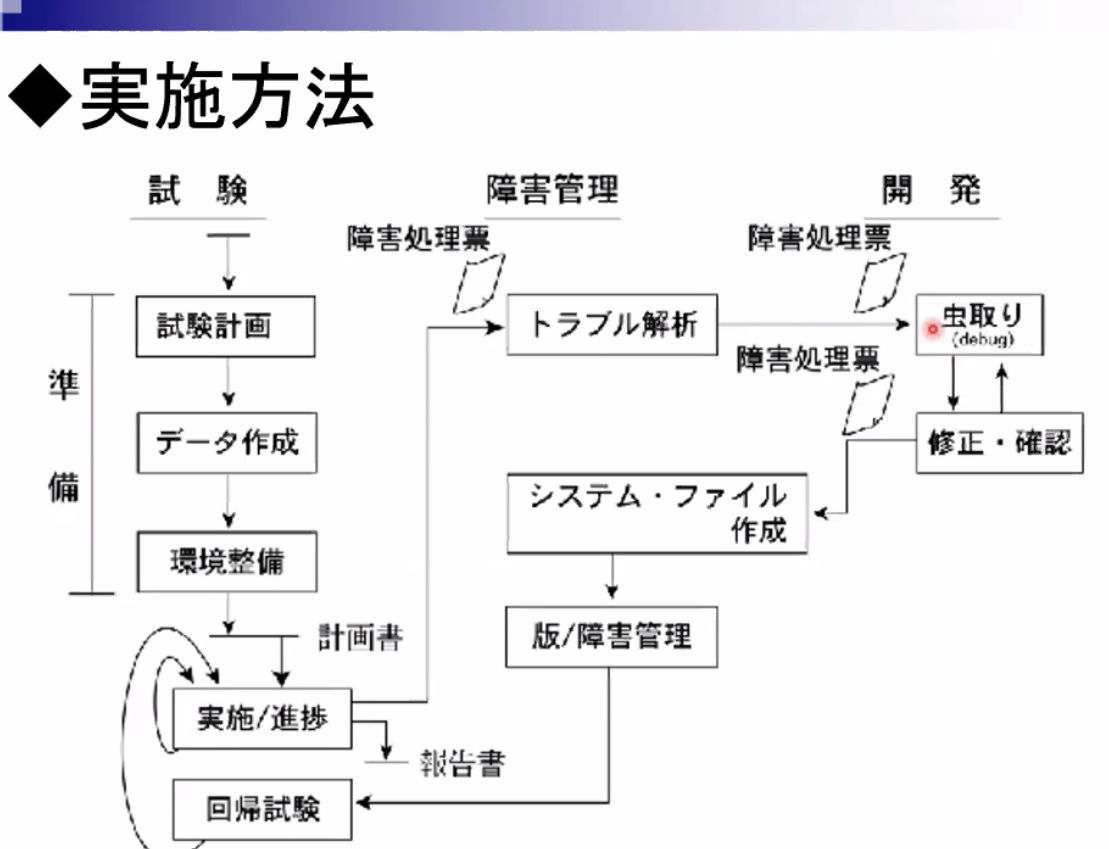 ◆実施方法
試 験
障害管理
開 発
障害処理票
障害処理票
試験計画
トラブル解析
虫取り
(debug)
障害処理票
準
備
データ作成
修正・確認
システム・ファイル
作成
環境整備
計画書
版/障害管理
実施/進捗
報告書
回帰試験